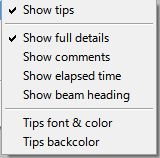 Show tips
Show full details
Show comments
Show elapsed time
Show beam heading
Tips font & color
Tips backcolor